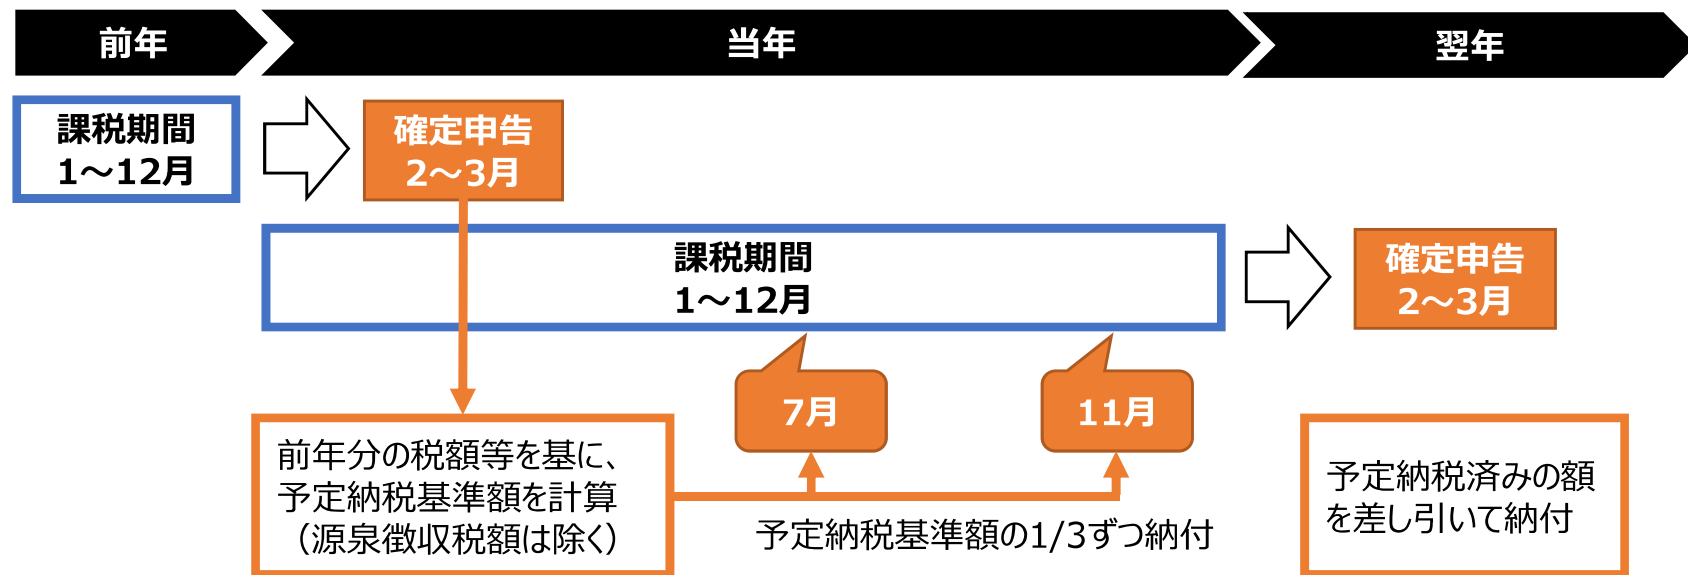 前年
当年
翌年
課税期間
1～12月
確定申告
2～3月
課税期間
1～12月
確定申告
2～3月
7月
11月
前年分の税額等を基に、
予定納税基準額を計算
（源泉徴収税額は除く）
予定納税基準額の1/3ずつ納付
予定納税済みの額
を差し引いて納付